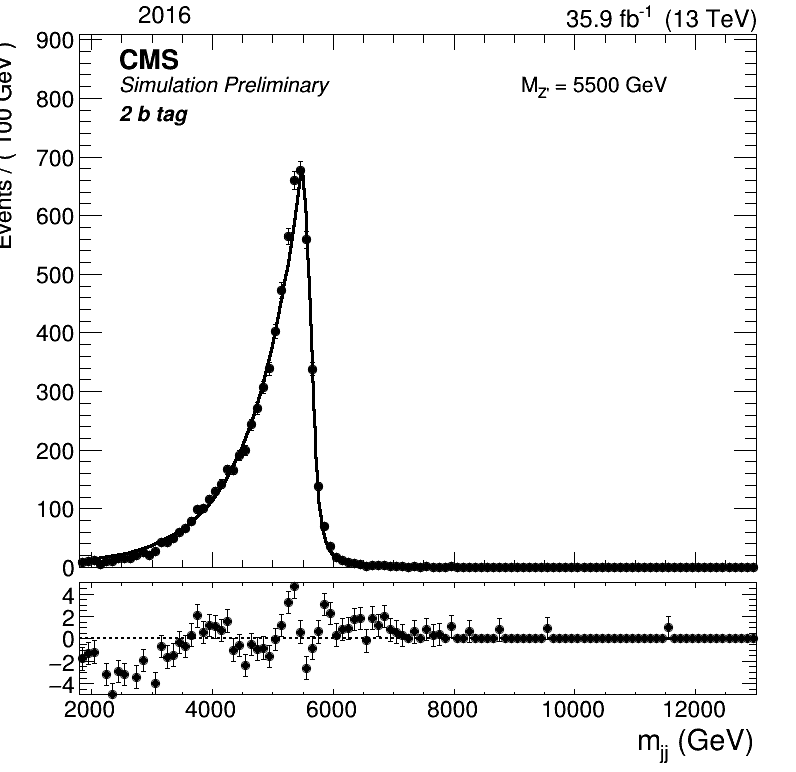 2016
35.9 fb⁻¹ (13 TeV)
Events / ( 100 GeV )
900
800
700
600
500
400
300
200
100
0
CMS
Simulation Preliminary
2 b tag
M_Z' = 5500 GeV
4
2
0
−2
−4
2000 4000 6000 8000 10000 12000
m_jj (GeV)